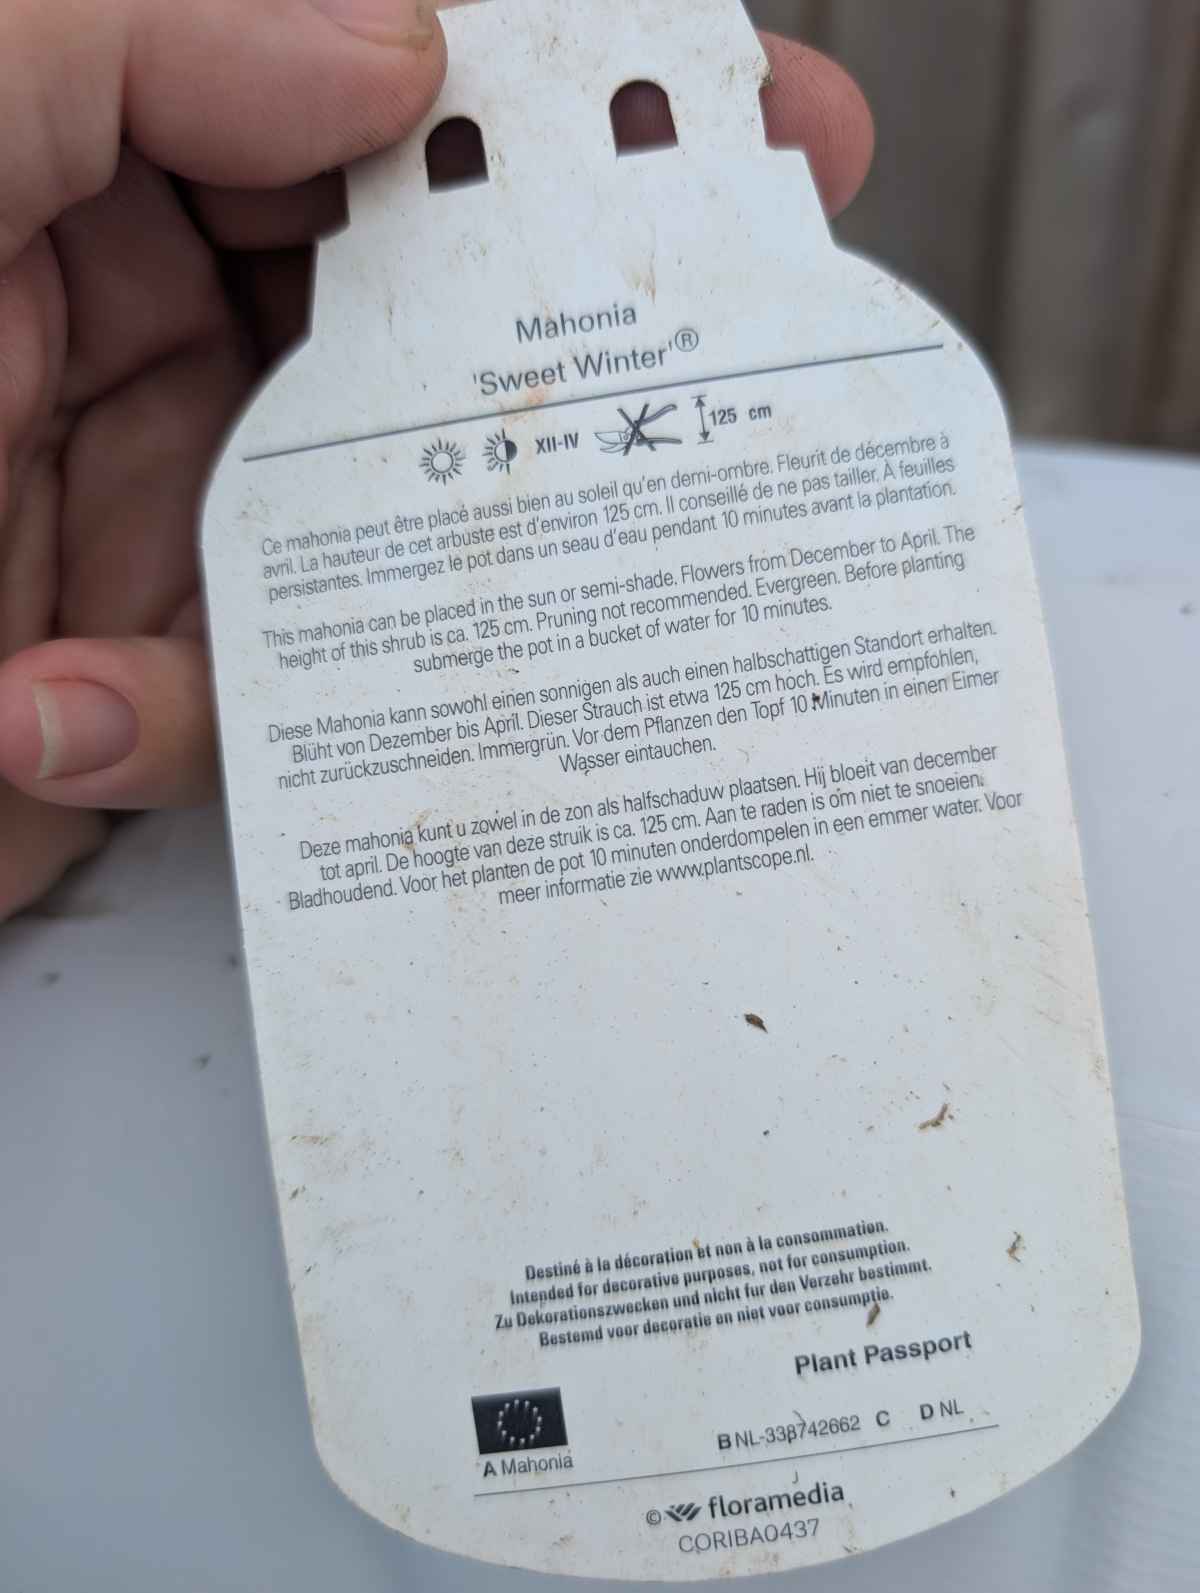 Mahonia
'Sweet Winter'®
XII-IV 125 cm
Ce mahonia peut être placé aussi bien au soleil qu'en demi-ombre. Fleurit de décembre à
avril. La hauteur de cet arbuste est d'environ 125 cm. Il conseillé de ne pas tailler. À feuilles
persistantes. Immergez le pot dans un seau d'eau pendant 10 minutes avant la plantation.
This mahonia can be placed in the sun or semi-shade. Flowers from December to April. The
height of this shrub is ca. 125 cm. Pruning not recommended. Evergreen. Before planting
submerge the pot in a bucket of water for 10 minutes.
Diese Mahonia kann sowohl einen sonnigen als auch einen halbschattigen Standort erhalten.
Blüht von Dezember bis April. Dieser Strauch ist etwa 125 cm hoch. Es wird empfohlen,
nicht zurückzuschneiden. Immergrün. Vor dem Pflanzen den Topf 10 Minuten in einen Eimer
Wasser eintauchen.
Deze mahonia kunt u zowel in de zon als halfschaduw plaatsen. Hij bloeit van december
tot april. De hoogte van deze struik is ca. 125 cm. Aan te raden is om niet te snoeien.
Bladhoudend. Voor het planten de pot 10 minuten onderdompelen in een emmer water. Voor
meer informatie zie www.plantscope.nl.
Destiné à la décoration et non à la consommation.
Intended for decorative purposes, not for consumption.
Zu Dekorationszwecken und nicht fur den Verzehr bestimmt.
Bestemd voor decoratie en niet voor consumptie.
Plant Passport
A Mahonia
B NL-338742662 C D NL
© floramedia
CORIBA0437